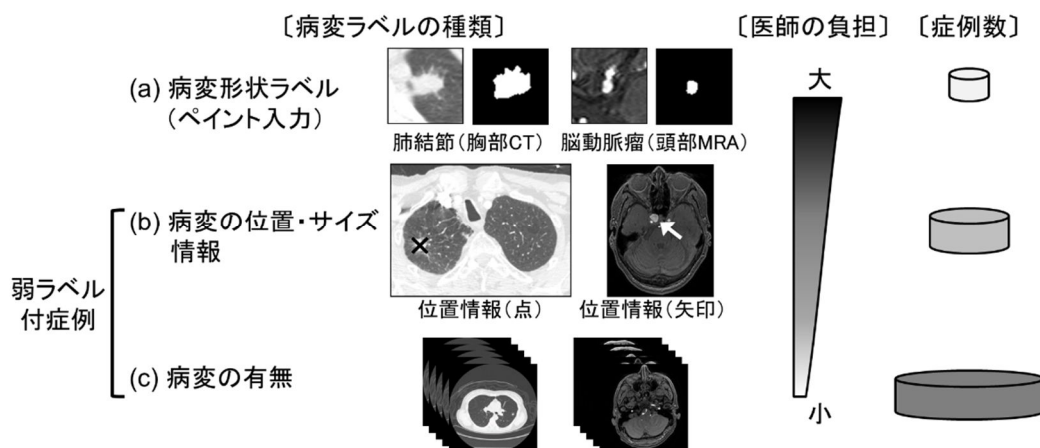 〔病変ラベルの種類〕
〔医師の負担〕
〔症例数〕
(a) 病変形状ラベル
(ペイント入力)
肺結節(胸部CT)
脳動脈瘤(頭部MRA)
大
(b) 病変の位置・サイズ
情報
弱ラベル
付症例
位置情報(点)
位置情報(矢印)
(c) 病変の有無
小